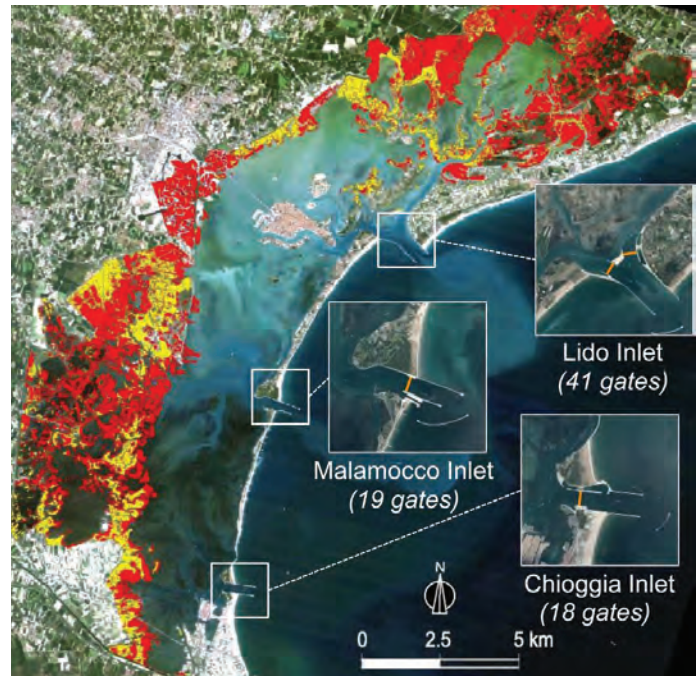 Lido Inlet
(41 gates)
Malamocco Inlet
(19 gates)
Chioggia Inlet
(18 gates)
N
0 2.5 5 km